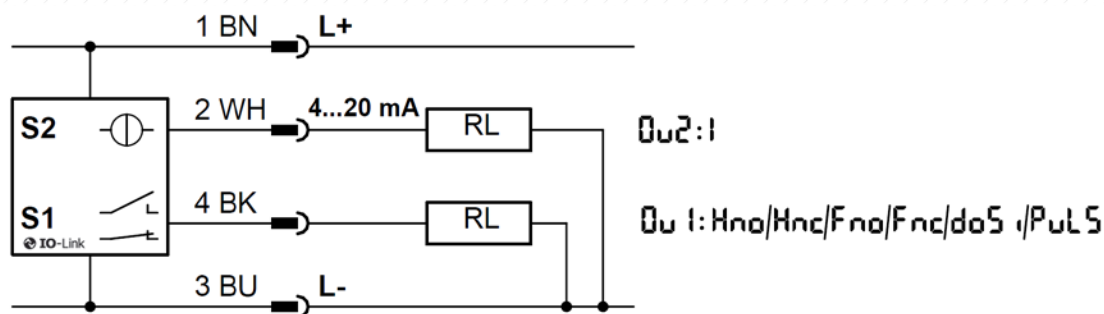 1 BN L+
S2 2 WH 4...20 mA RL Ou2:I
S1 4 BK RL Ou1:Hno/Hnc/Fno/Fnc/doSi/PuLS
IO-Link
3 BU L-